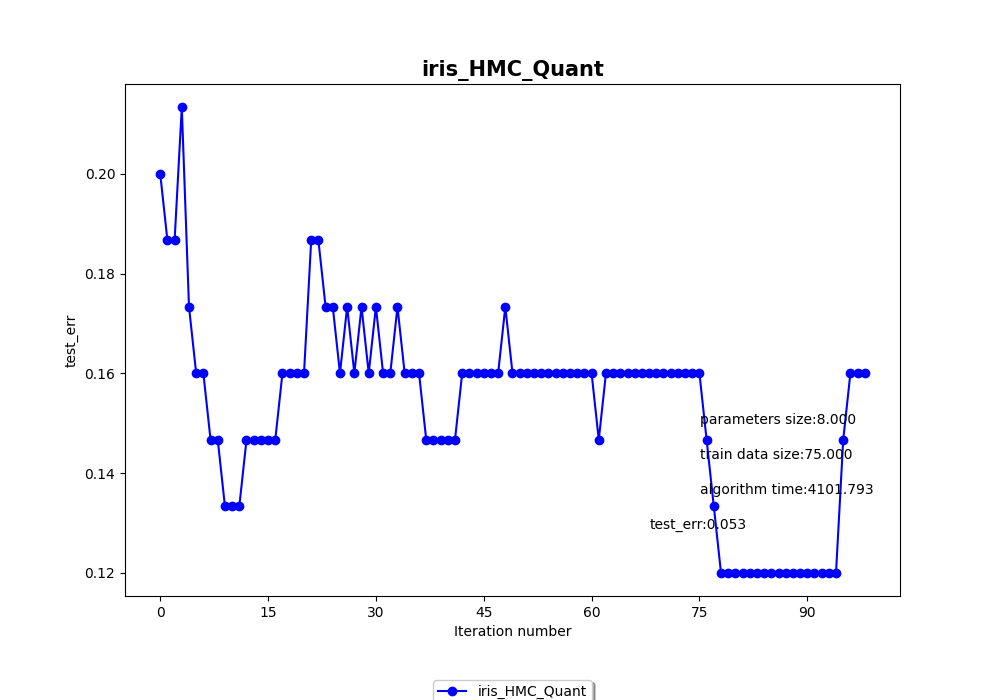 iris_HMC_Quant
test_err
0.20
0.18
0.16
0.14
0.12
parameters size:8.000
train data size:75.000
algorithm time:4101.793
test_err:0.053
0 15 30 45 60 75 90
Iteration number
iris_HMC_Quant